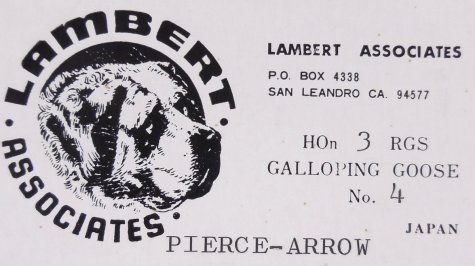 LAMBERT
ASSOCIATES
LAMBERT ASSOCIATES
P.O. BOX 4338
SAN LEANDRO CA. 94577
HOn 3 RGS
GALLOPING GOOSE
No. 4
JAPAN
PIERCE-ARROW